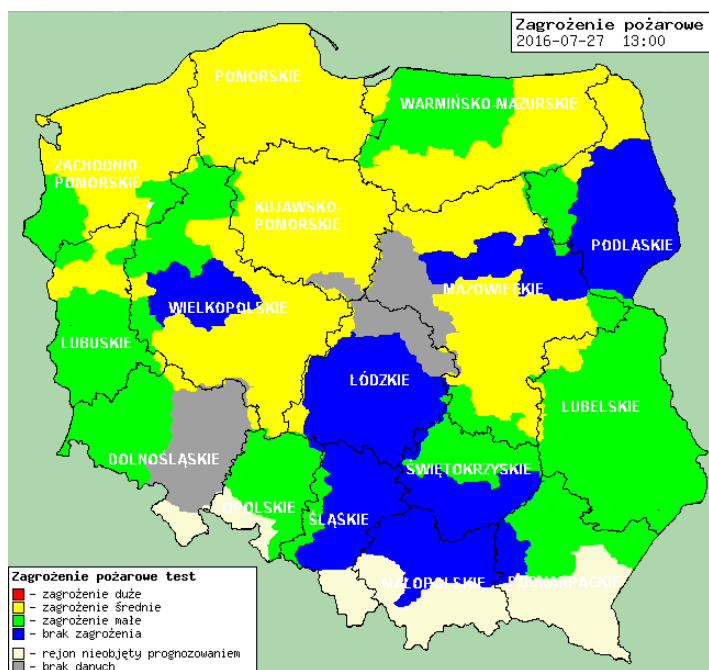 Zagrożenie pożarowe
2016-07-27 13:00
POMORSKIE
WARMIŃSKO-MAZURSKIE
ZACHODNIO-
POMORSKIE
KUJAWSKO-
POMORSKIE
PODLASKIE
MAZOWIECKIE
WIELKOPOLSKIE
LUBUSKIE
ŁÓDZKIE
LUBELSKIE
DOLNOŚLĄSKIE
ŚWIĘTOKRZYSKIE
OPOLSKIE
ŚLĄSKIE
MAŁOPOLSKIE
PODKARPACKIE
Zagrożenie pożarowe test
– zagrożenie duże
– zagrożenie średnie
– zagrożenie małe
– brak zagrożenia
– rejon nieobjęty prognozowaniem
– brak danych